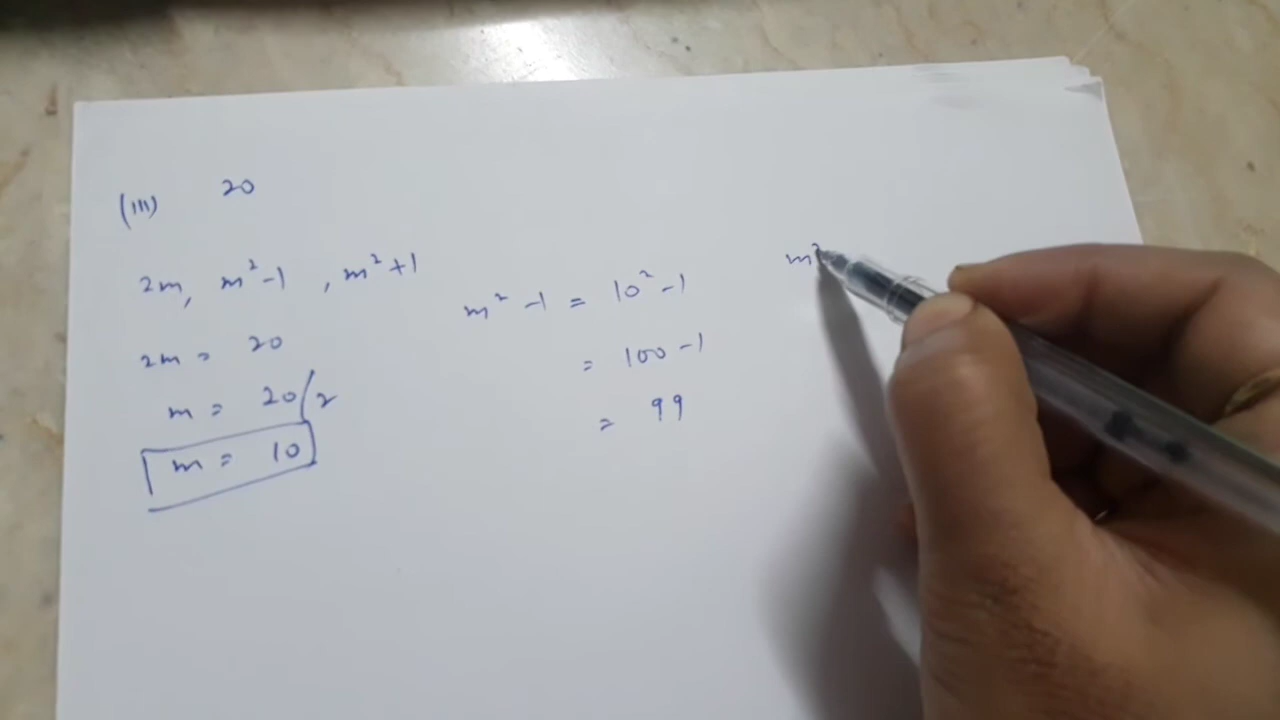 (III) 20
2m, m²-1, m²+1
2m = 20
m = 20/2
m = 10
m² -1 = 10² -1
= 100 -1
= 99
m²